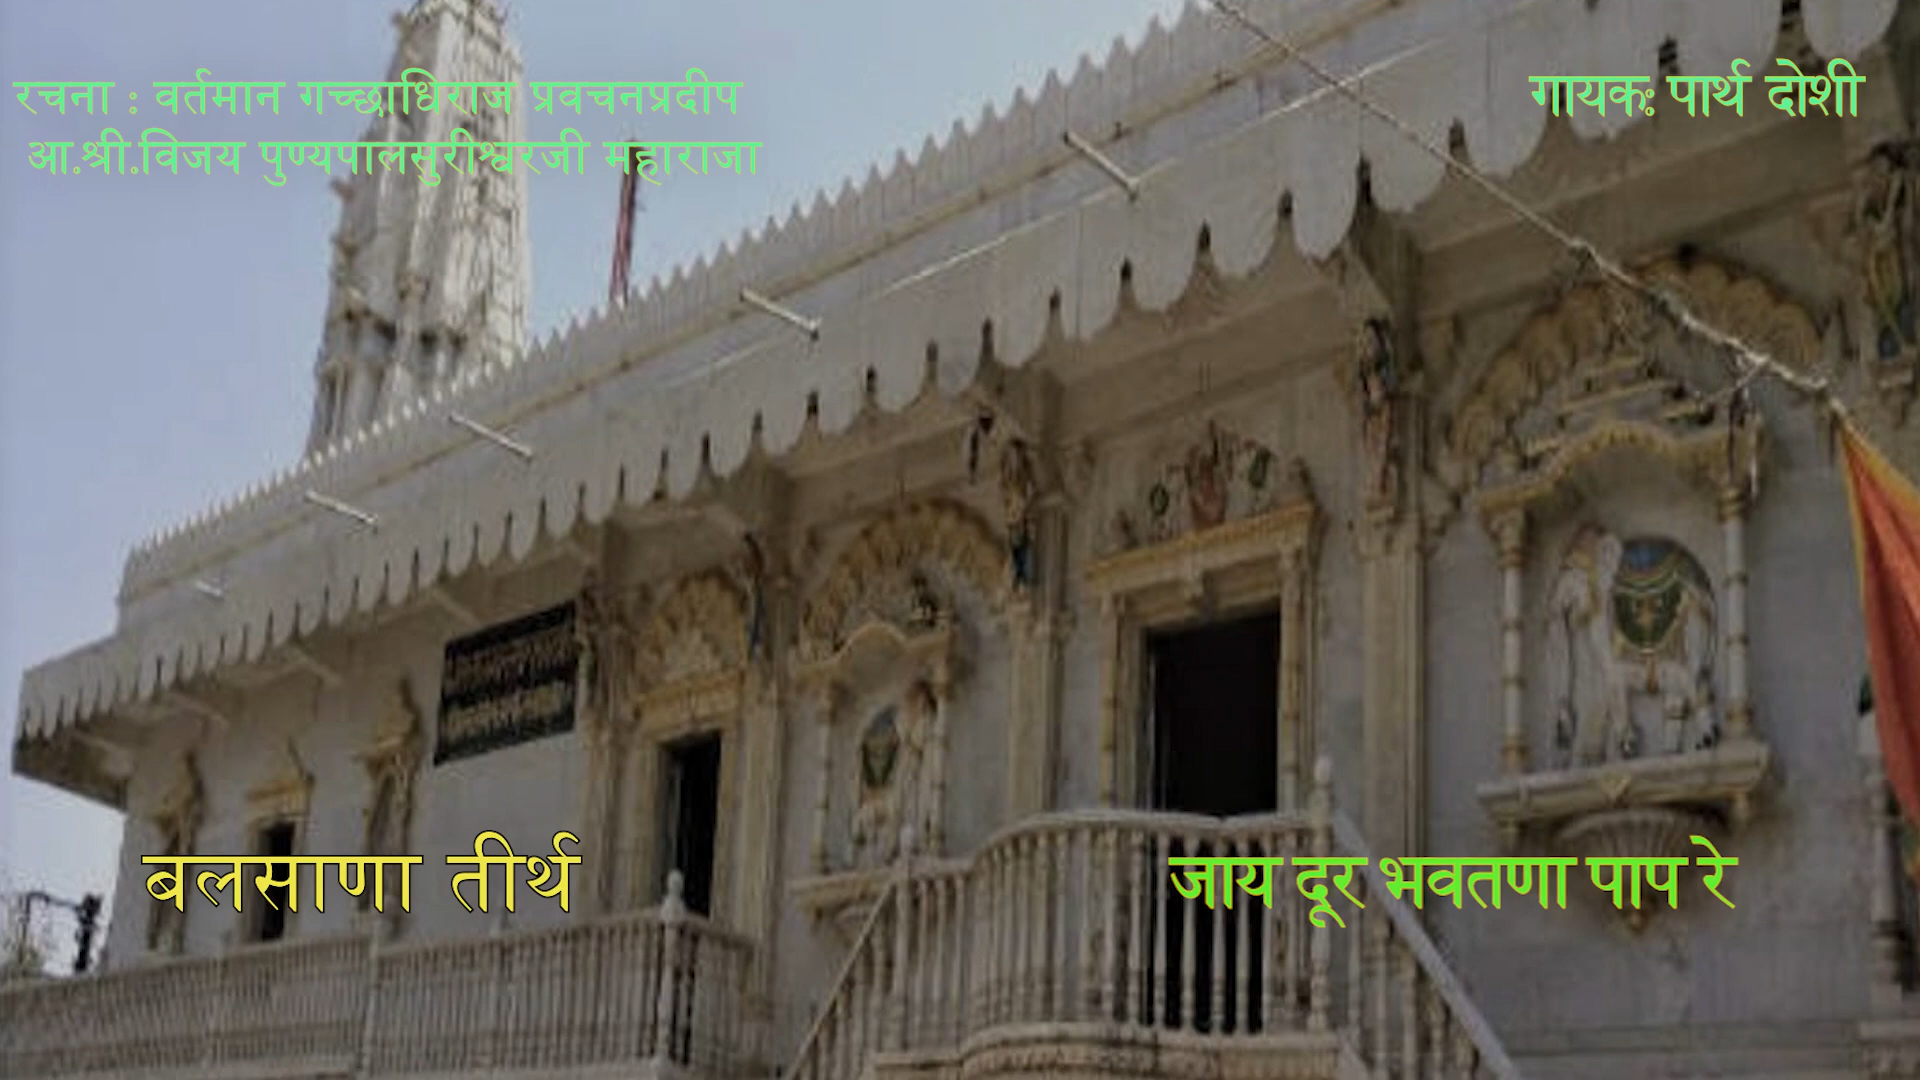 रचना : वर्तमान गच्छाधिराज प्रवचनप्रदीप
आ.श्री.विजय पुण्यपालसुरीश्वरजी महाराजा
गायकः पार्थ दोशी
बलसाणा तीर्थ
जाय दूर भवतणा पाप रे